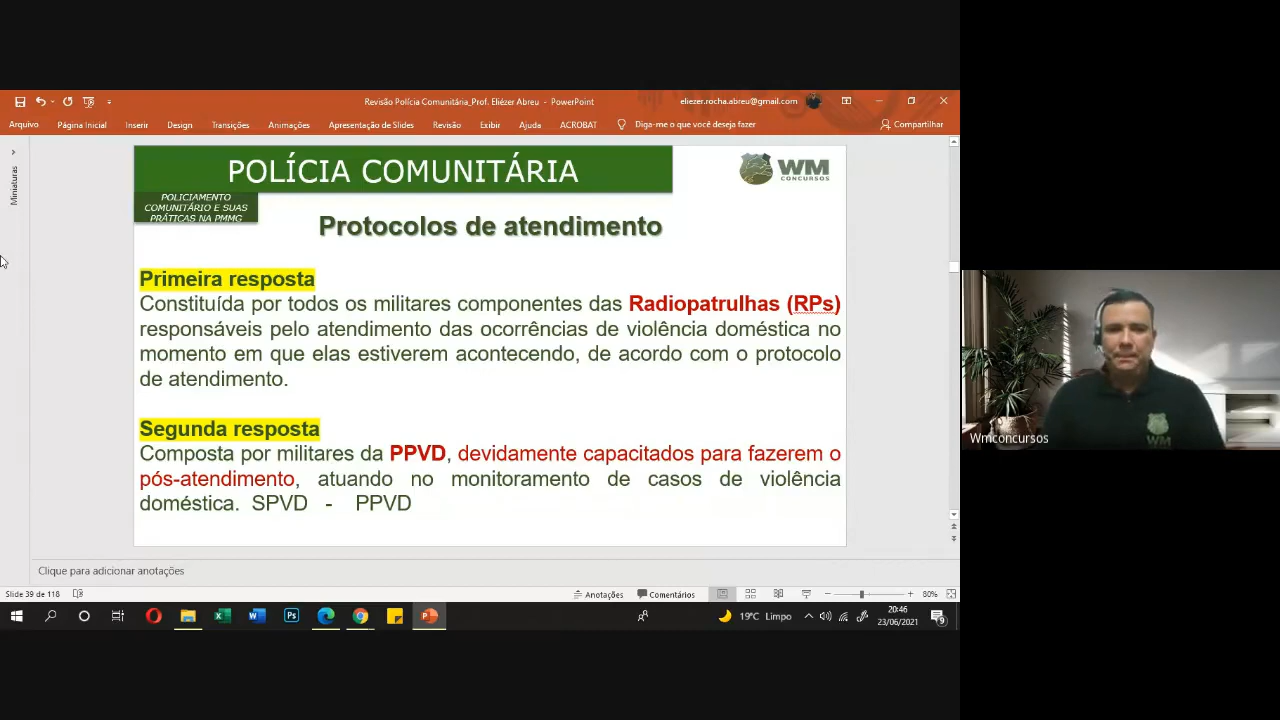 Revisão Polícia Comunitária_Prof. Eliézer Abreu - PowerPoint
eliezer.rocha.abreu@gmail.com
Arquivo Página Inicial Inserir Design Transições Animações Apresentação de Slides Revisão Exibir Ajuda ACROBAT Diga-me o que você deseja fazer Compartilhar
Miniaturas
POLÍCIA COMUNITÁRIA
WM
CONCURSOS
POLICIAMENTO
COMUNITÁRIO E SUAS
PRÁTICAS NA PMMG
Protocolos de atendimento
Primeira resposta
Constituída por todos os militares componentes das Radiopatrulhas (RPs)
responsáveis pelo atendimento das ocorrências de violência doméstica no
momento em que elas estiverem acontecendo, de acordo com o protocolo
de atendimento.
Segunda resposta
Composta por militares da PPVD, devidamente capacitados para fazerem o
pós-atendimento, atuando no monitoramento de casos de violência
doméstica. SPVD - PPVD
WM
Wmconcursos
Clique para adicionar anotações
Slide 39 de 118
Anotações Comentários
80%
19ºC Limpo
20:46
23/06/2021
9